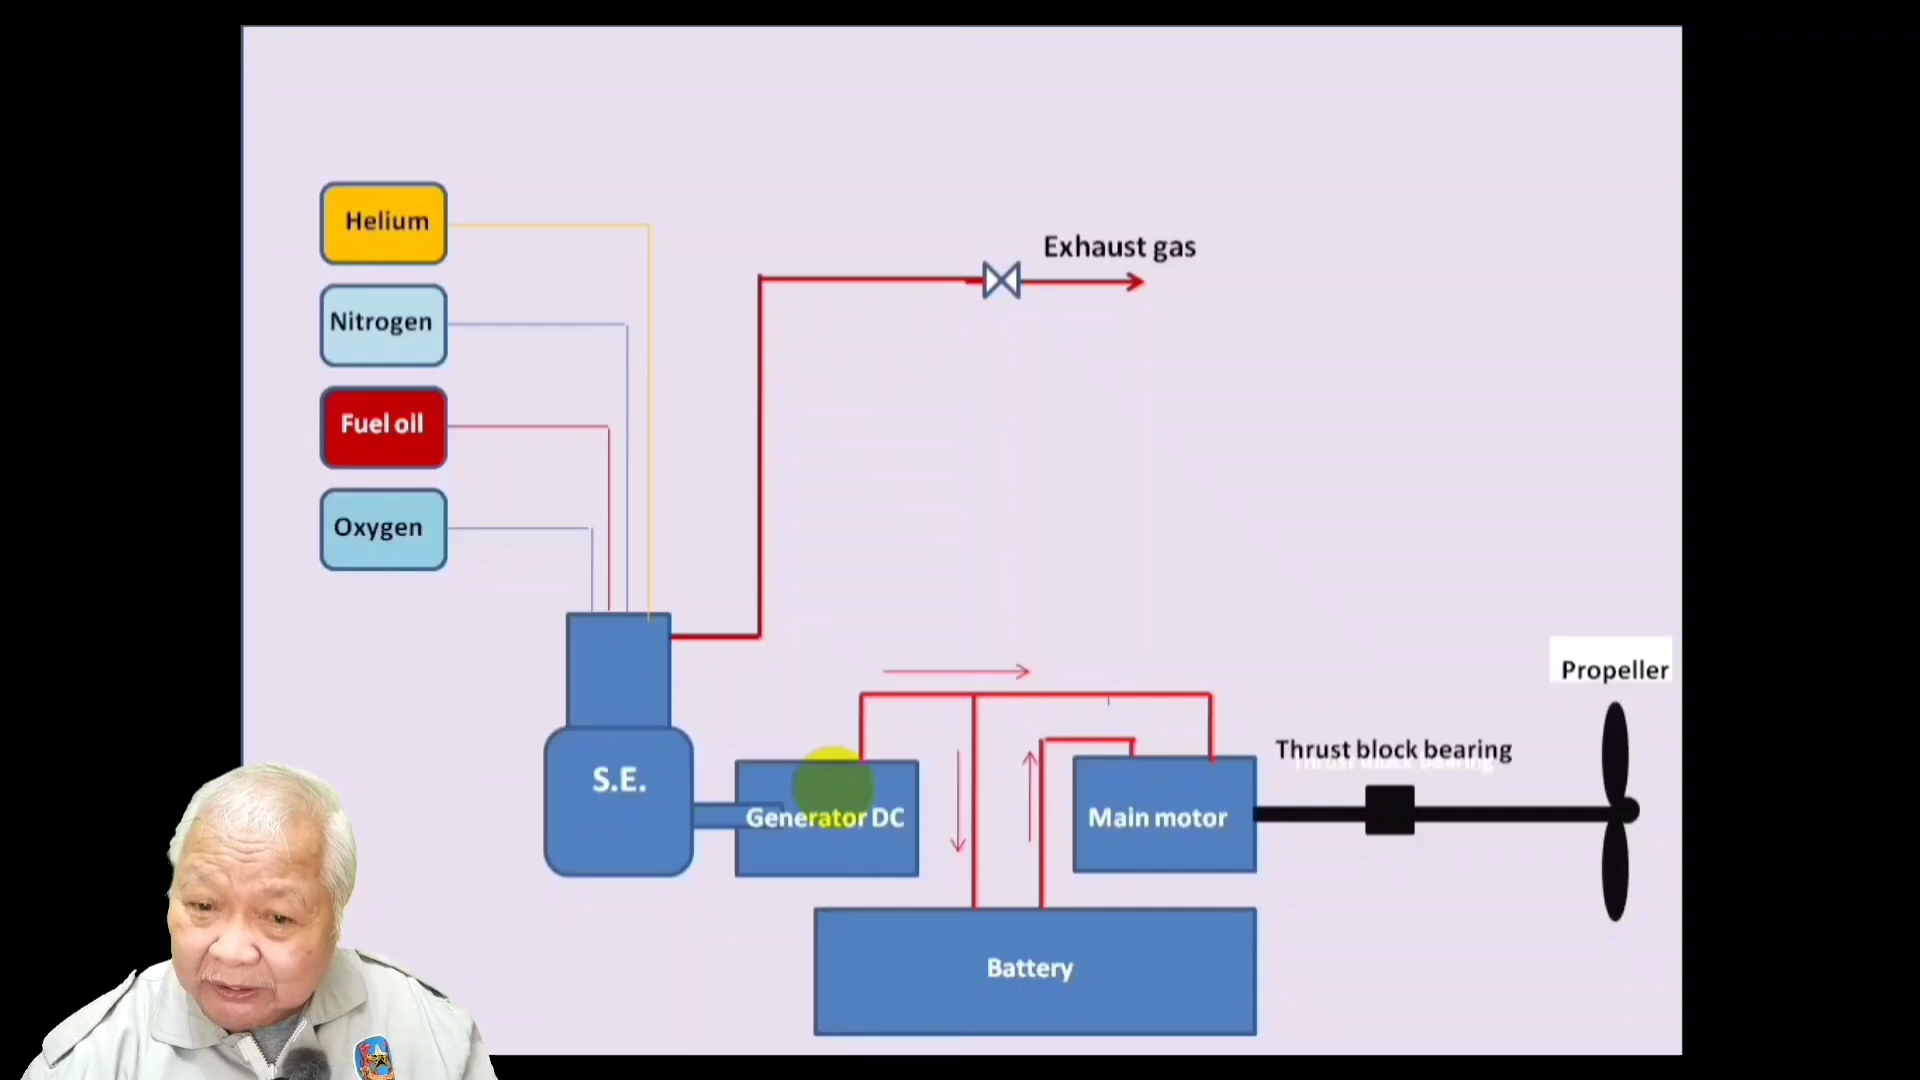 Helium
Exhaust gas
Nitrogen
Fuel oil
Oxygen
Propeller
Thrust block bearing
S.E.
Generator DC
Main motor
Battery